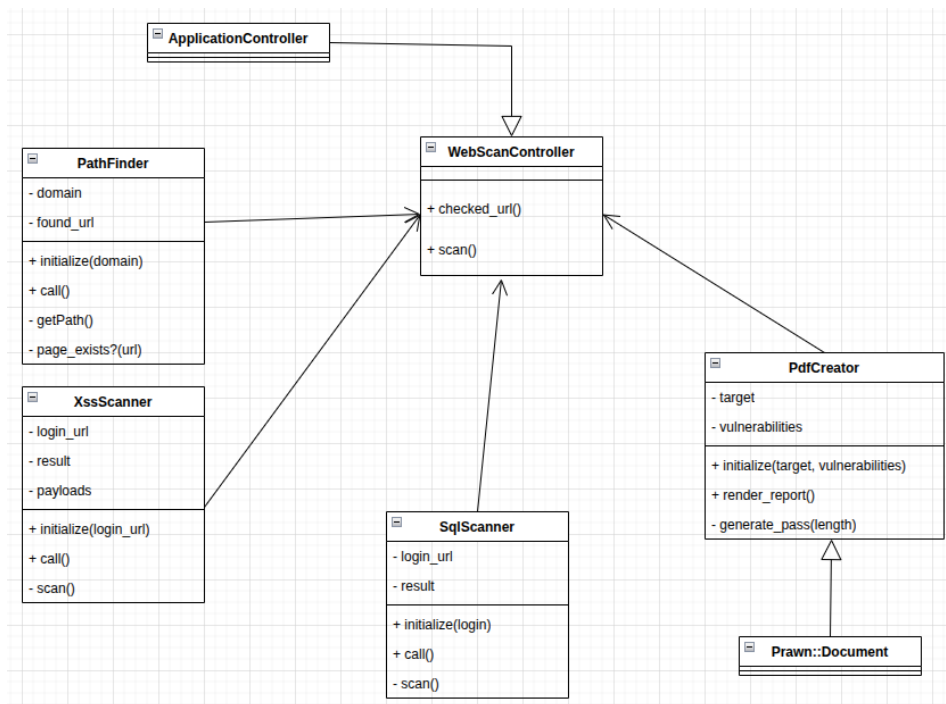 ApplicationController
WebScanController
+ checked_url()
+ scan()
PathFinder
- domain
- found_url
+ initialize(domain)
+ call()
- getPath()
- page_exists?(url)
XssScanner
- login_url
- result
- payloads
+ initialize(login_url)
+ call()
- scan()
SqlScanner
- login_url
- result
+ initialize(login)
+ call()
- scan()
PdfCreator
- target
- vulnerabilities
+ initialize(target, vulnerabilities)
+ render_report()
- generate_pass(length)
Prawn::Document